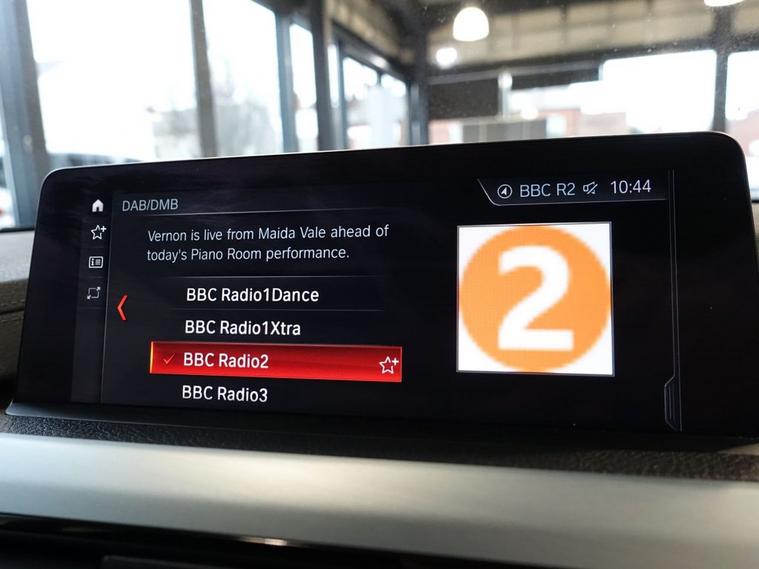 DAB/DMB
BBC R2 10:44
Vernon is live from Maida Vale ahead of
today's Piano Room performance.
BBC Radio1Dance
BBC Radio1Xtra
BBC Radio2
BBC Radio3
2